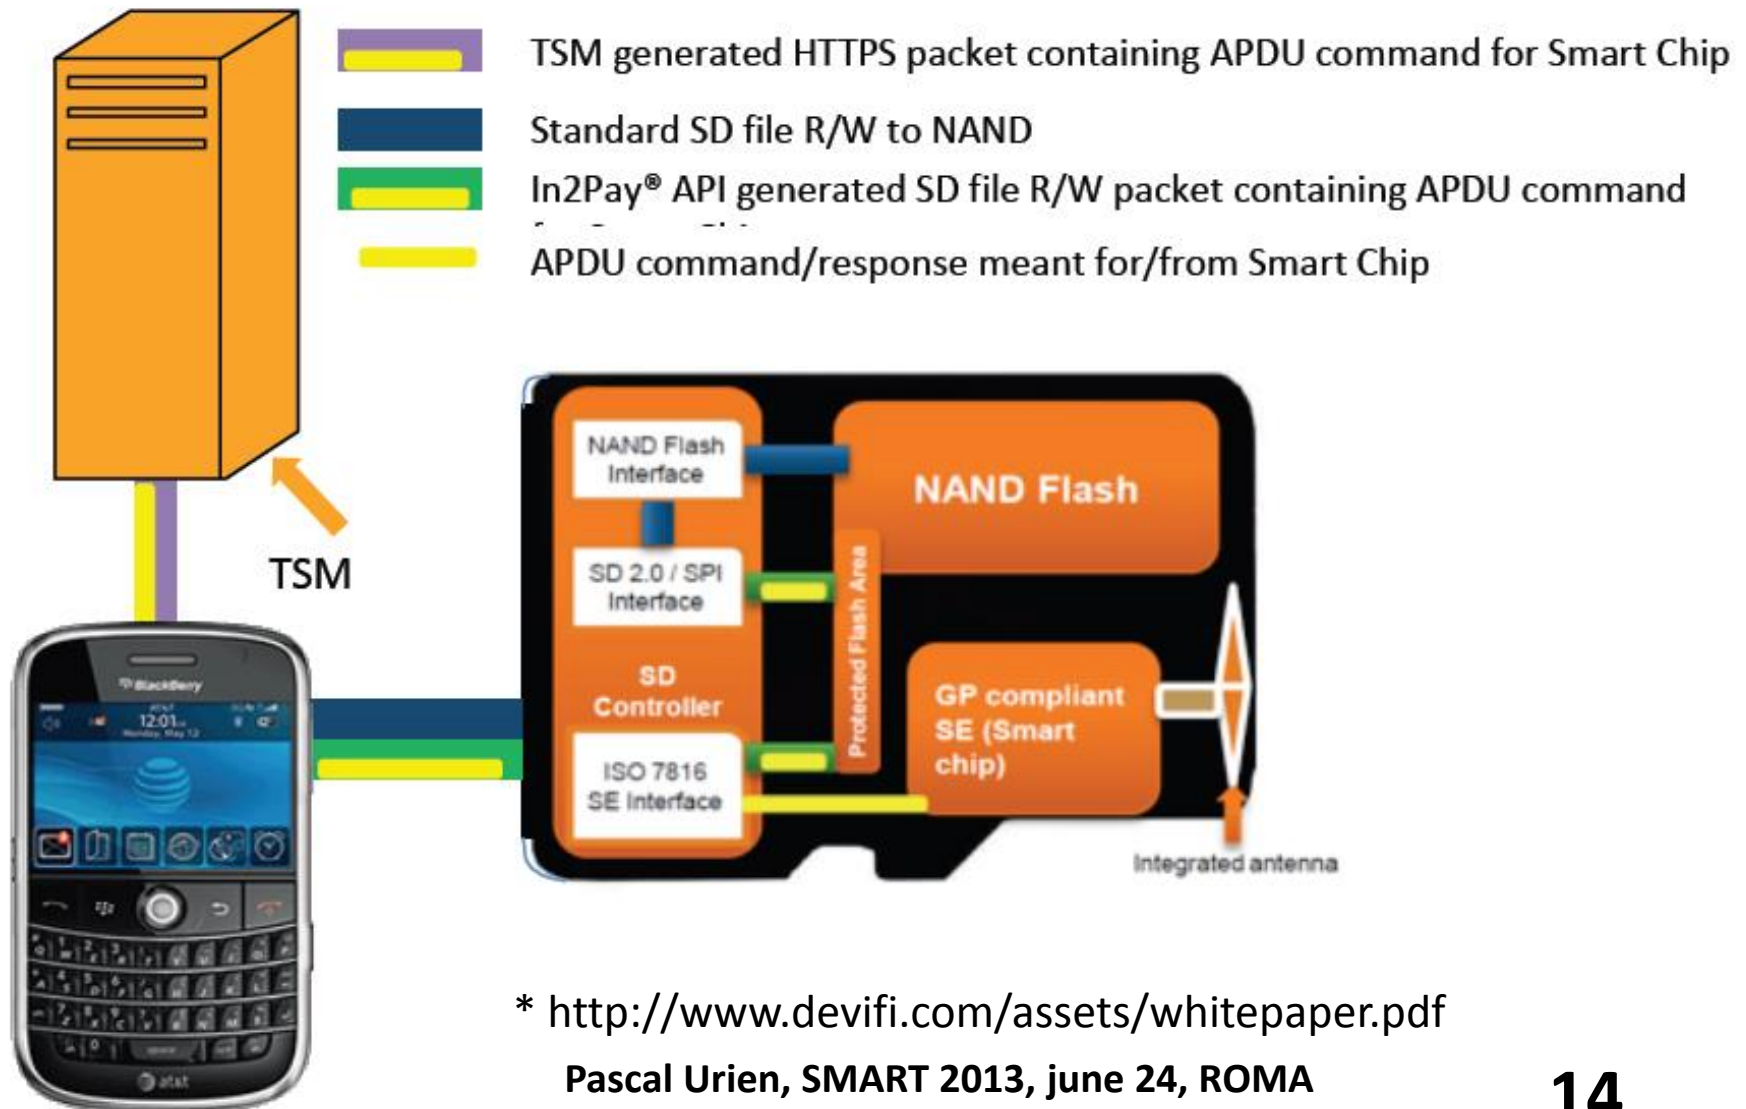 TSM generated HTTPS packet containing APDU command for Smart Chip
Standard SD file R/W to NAND
In2Pay® API generated SD file R/W packet containing APDU command
APDU command/response meant for/from Smart Chip
TSM
NAND Flash
Interface
NAND Flash
SD 2.0 / SPI
Interface
Protected Flash Area
SD
Controller
GP compliant
SE (Smart
chip)
ISO 7816
SE Interface
Integrated antenna
BlackBerry
12:01
Monday, May 12
at&t
* http://www.devifi.com/assets/whitepaper.pdf
Pascal Urien, SMART 2013, june 24, ROMA
14